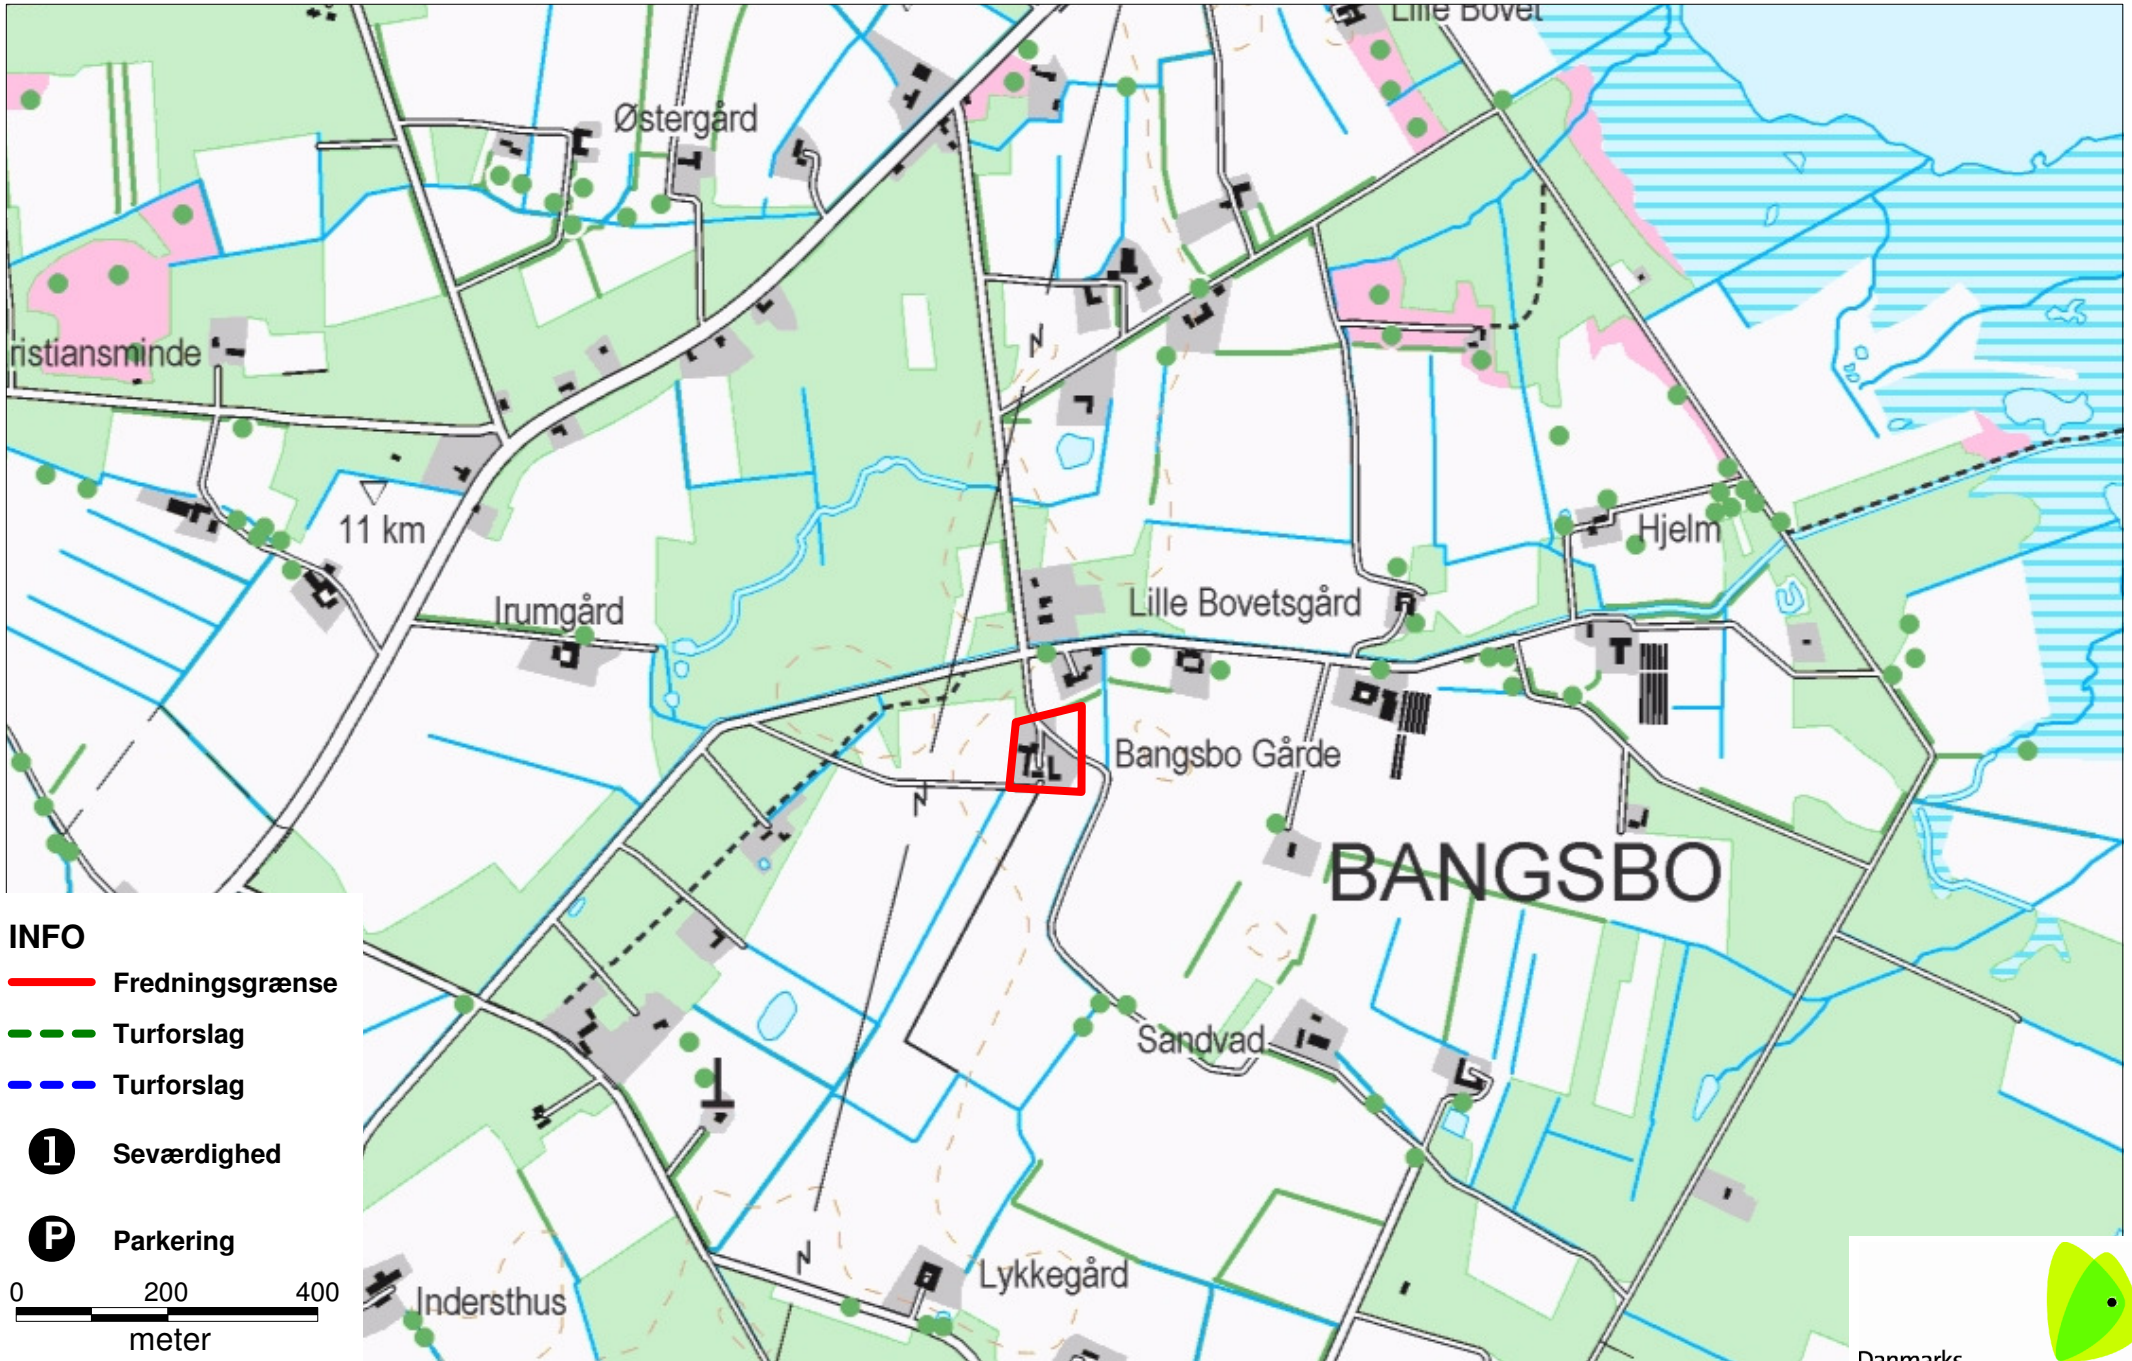 Lille Bovet
Østergård
ristiansminde
11 km
Hjelm
Irumgård
Lille Bovetsgård
Bangsbo Gårde
BANGSBO
Sandvad
Lykkegård
Indersthus
INFO
Fredningsgrænse
Turforslag
Turforslag
1 Seværdighed
P Parkering
0 200 400
meter
Danmarks